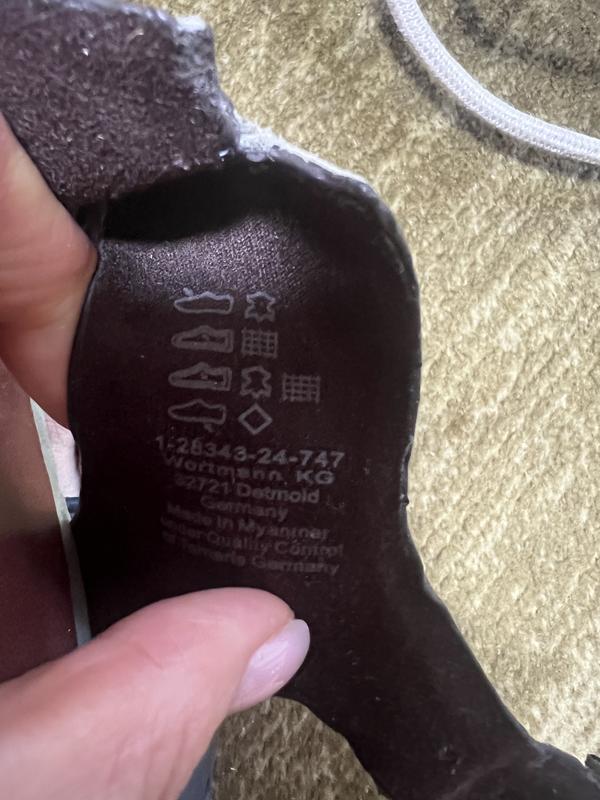 1-28343-24-747
Wortmann KG
32721 Detmold
Germany
Made in Myanmar
Under Quality Control
of Tamaris Germany